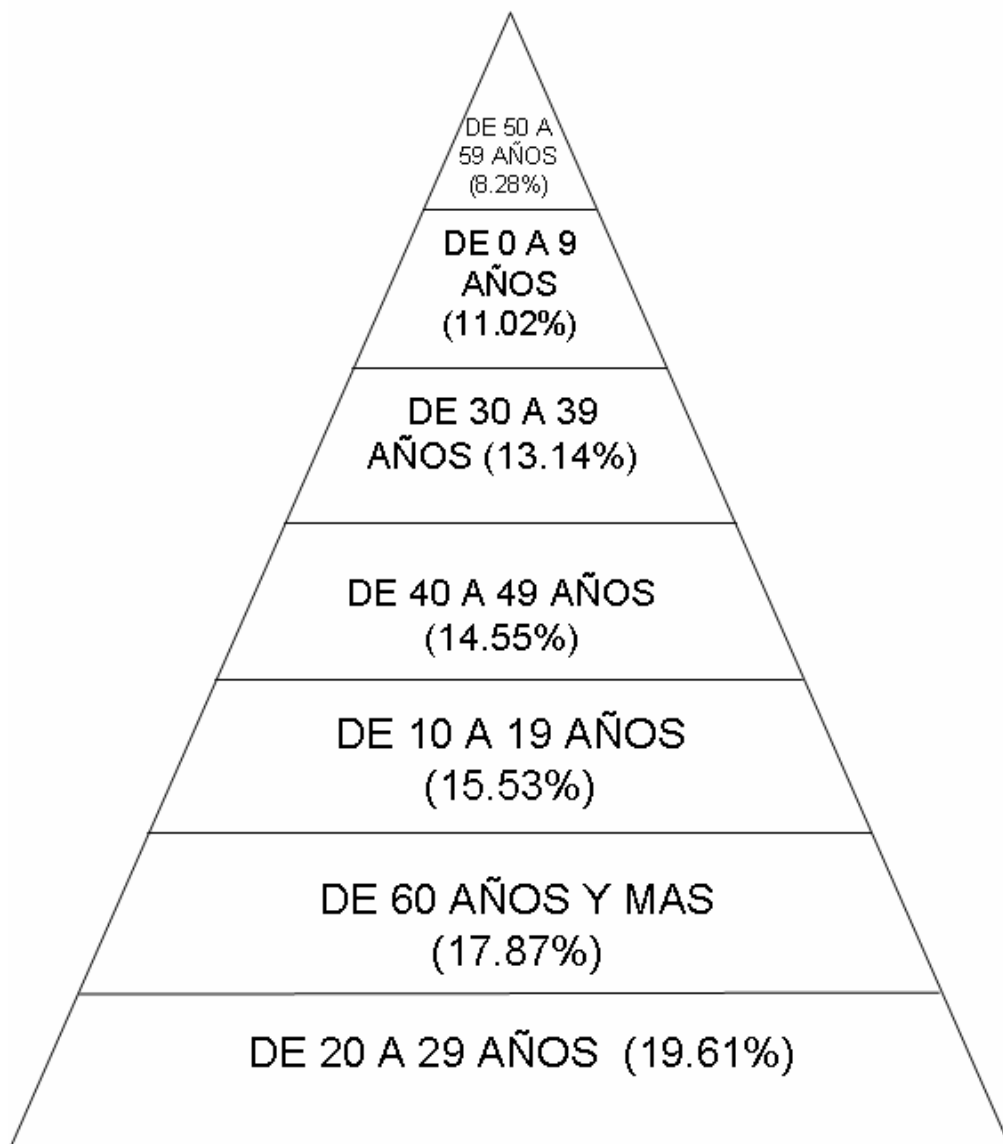 DE 50 A
59 AÑOS
(8.28%)
DE 0 A 9
AÑOS
(11.02%)
DE 30 A 39
AÑOS (13.14%)
DE 40 A 49 AÑOS
(14.55%)
DE 10 A 19 AÑOS
(15.53%)
DE 60 AÑOS Y MAS
(17.87%)
DE 20 A 29 AÑOS (19.61%)